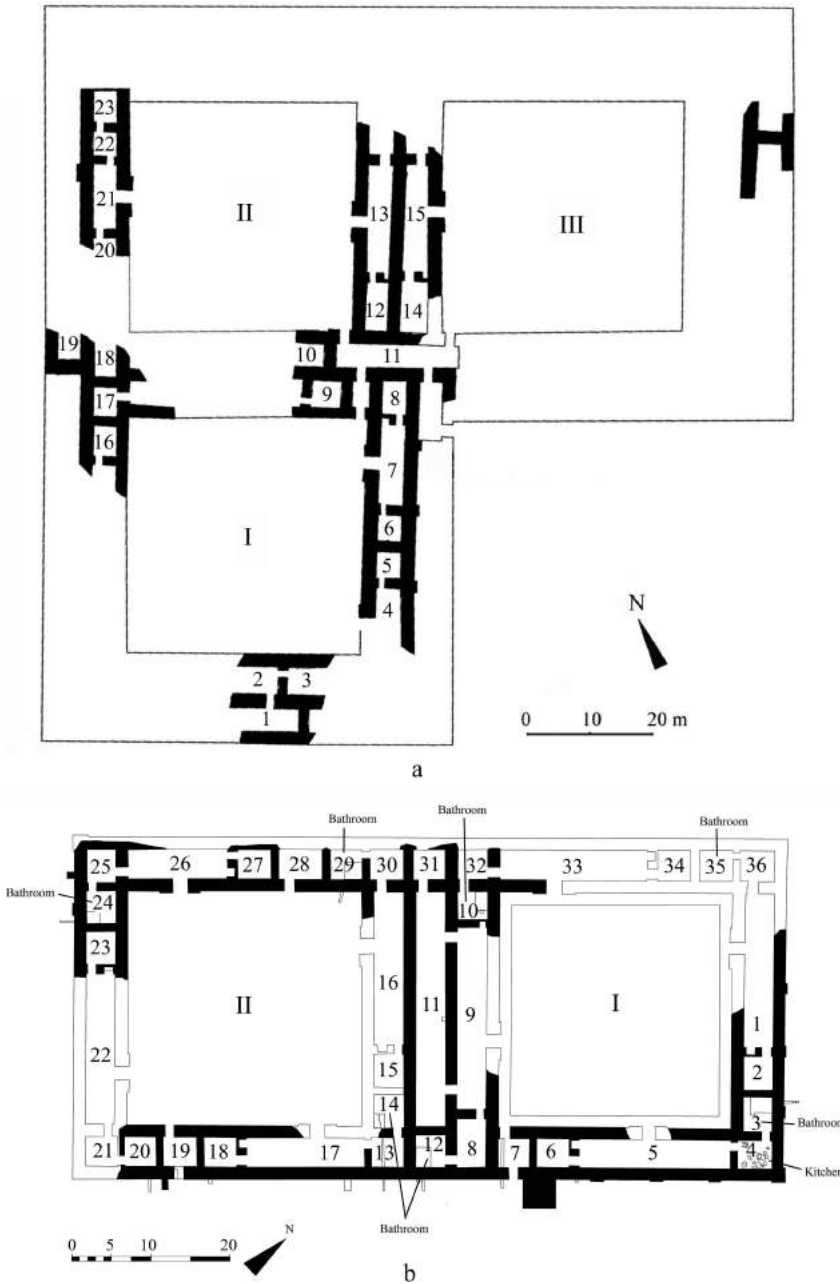 23
22
21
20
II
13 15
III
12 14
19 18 10 11
17 9 8
16
7
I
6
5
4
2 3
1
N
0 10 20 m
a
Bathroom
Bathroom
Bathroom
25 26 27 28 29 30 31 32 33 34 35 36
Bathroom
24 10
23
II
16 11 9
I
1
22
15
2
14
3
Bathroom
21 20 19 18 17 13 12 8 7 6 5 4
Kitchen
Bathroom
0 5 10 20
N
b